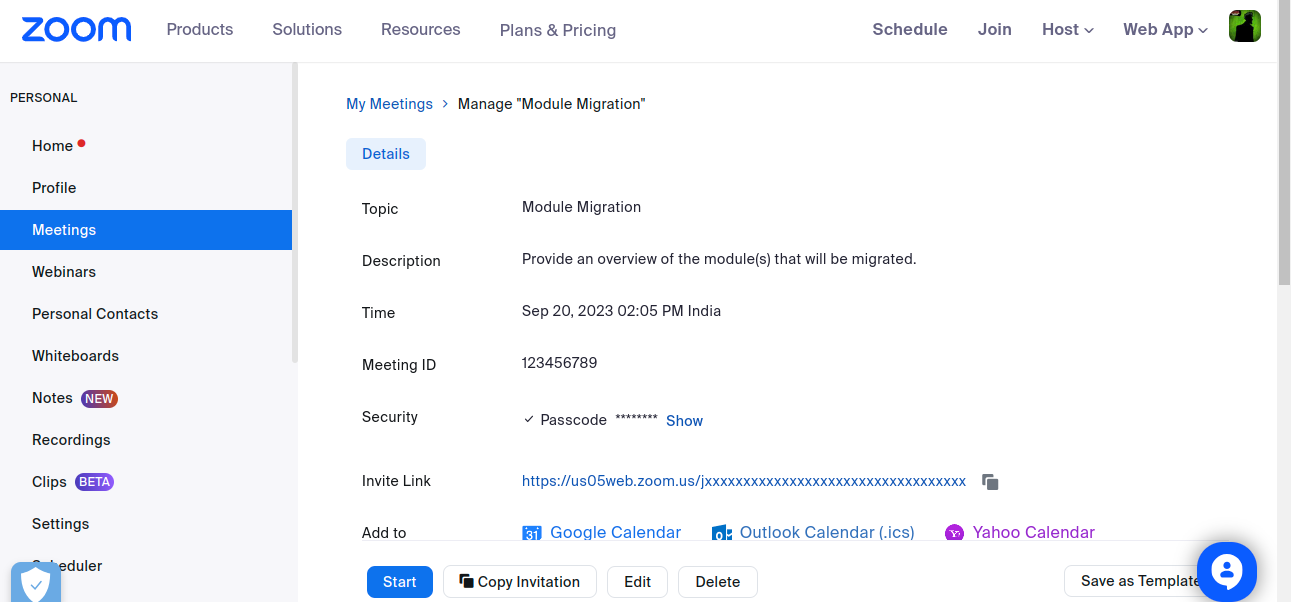 zoom Products Solutions Resources Plans & Pricing Schedule Join Host Web App
PERSONAL
Home
Profile
Meetings
Webinars
Personal Contacts
Whiteboards
Notes NEW
Recordings
Clips BETA
Settings
Scheduler
My Meetings > Manage "Module Migration"
Details
Topic Module Migration
Description Provide an overview of the module(s) that will be migrated.
Time Sep 20, 2023 02:05 PM India
Meeting ID 123456789
Security ✓ Passcode ******** Show
Invite Link https://us05web.zoom.us/jxxxxxxxxxxxxxxxxxxxxxxxxxxxxxxxxxx
Add to 31 Google Calendar Outlook Calendar (.ics) Yahoo Calendar
Start Copy Invitation Edit Delete Save as Template